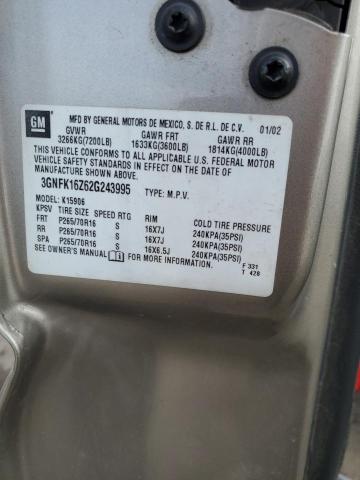 GM
MFD BY GENERAL MOTORS DE MEXICO, S. DE R.L. DE C.V. 01/02
GVWR GAWR FRT GAWR RR
3266KG(7200LB) 1633KG(3600LB) 1814KG(4000LB)
THIS VEHICLE CONFORMS TO ALL APPLICABLE U.S. FEDERAL MOTOR
VEHICLE SAFETY STANDARDS IN EFFECT ON THE DATE OF
MANUFACTURE SHOWN ABOVE.
3GNFK16Z62G243995 TYPE: M.P.V.
MODEL: K15906
KPSV TIRE SIZE SPEED RTG RIM COLD TIRE PRESSURE
FRT P265/70R16 S 16X7J 240KPA(35PSI)
RR P265/70R16 S 16X7J 240KPA(35PSI)
SPA P265/70R16 S 16X6.5J 240KPA(35PSI)
SEE OWNER'S MANUAL FOR MORE INFORMATION.
F 331
T 428